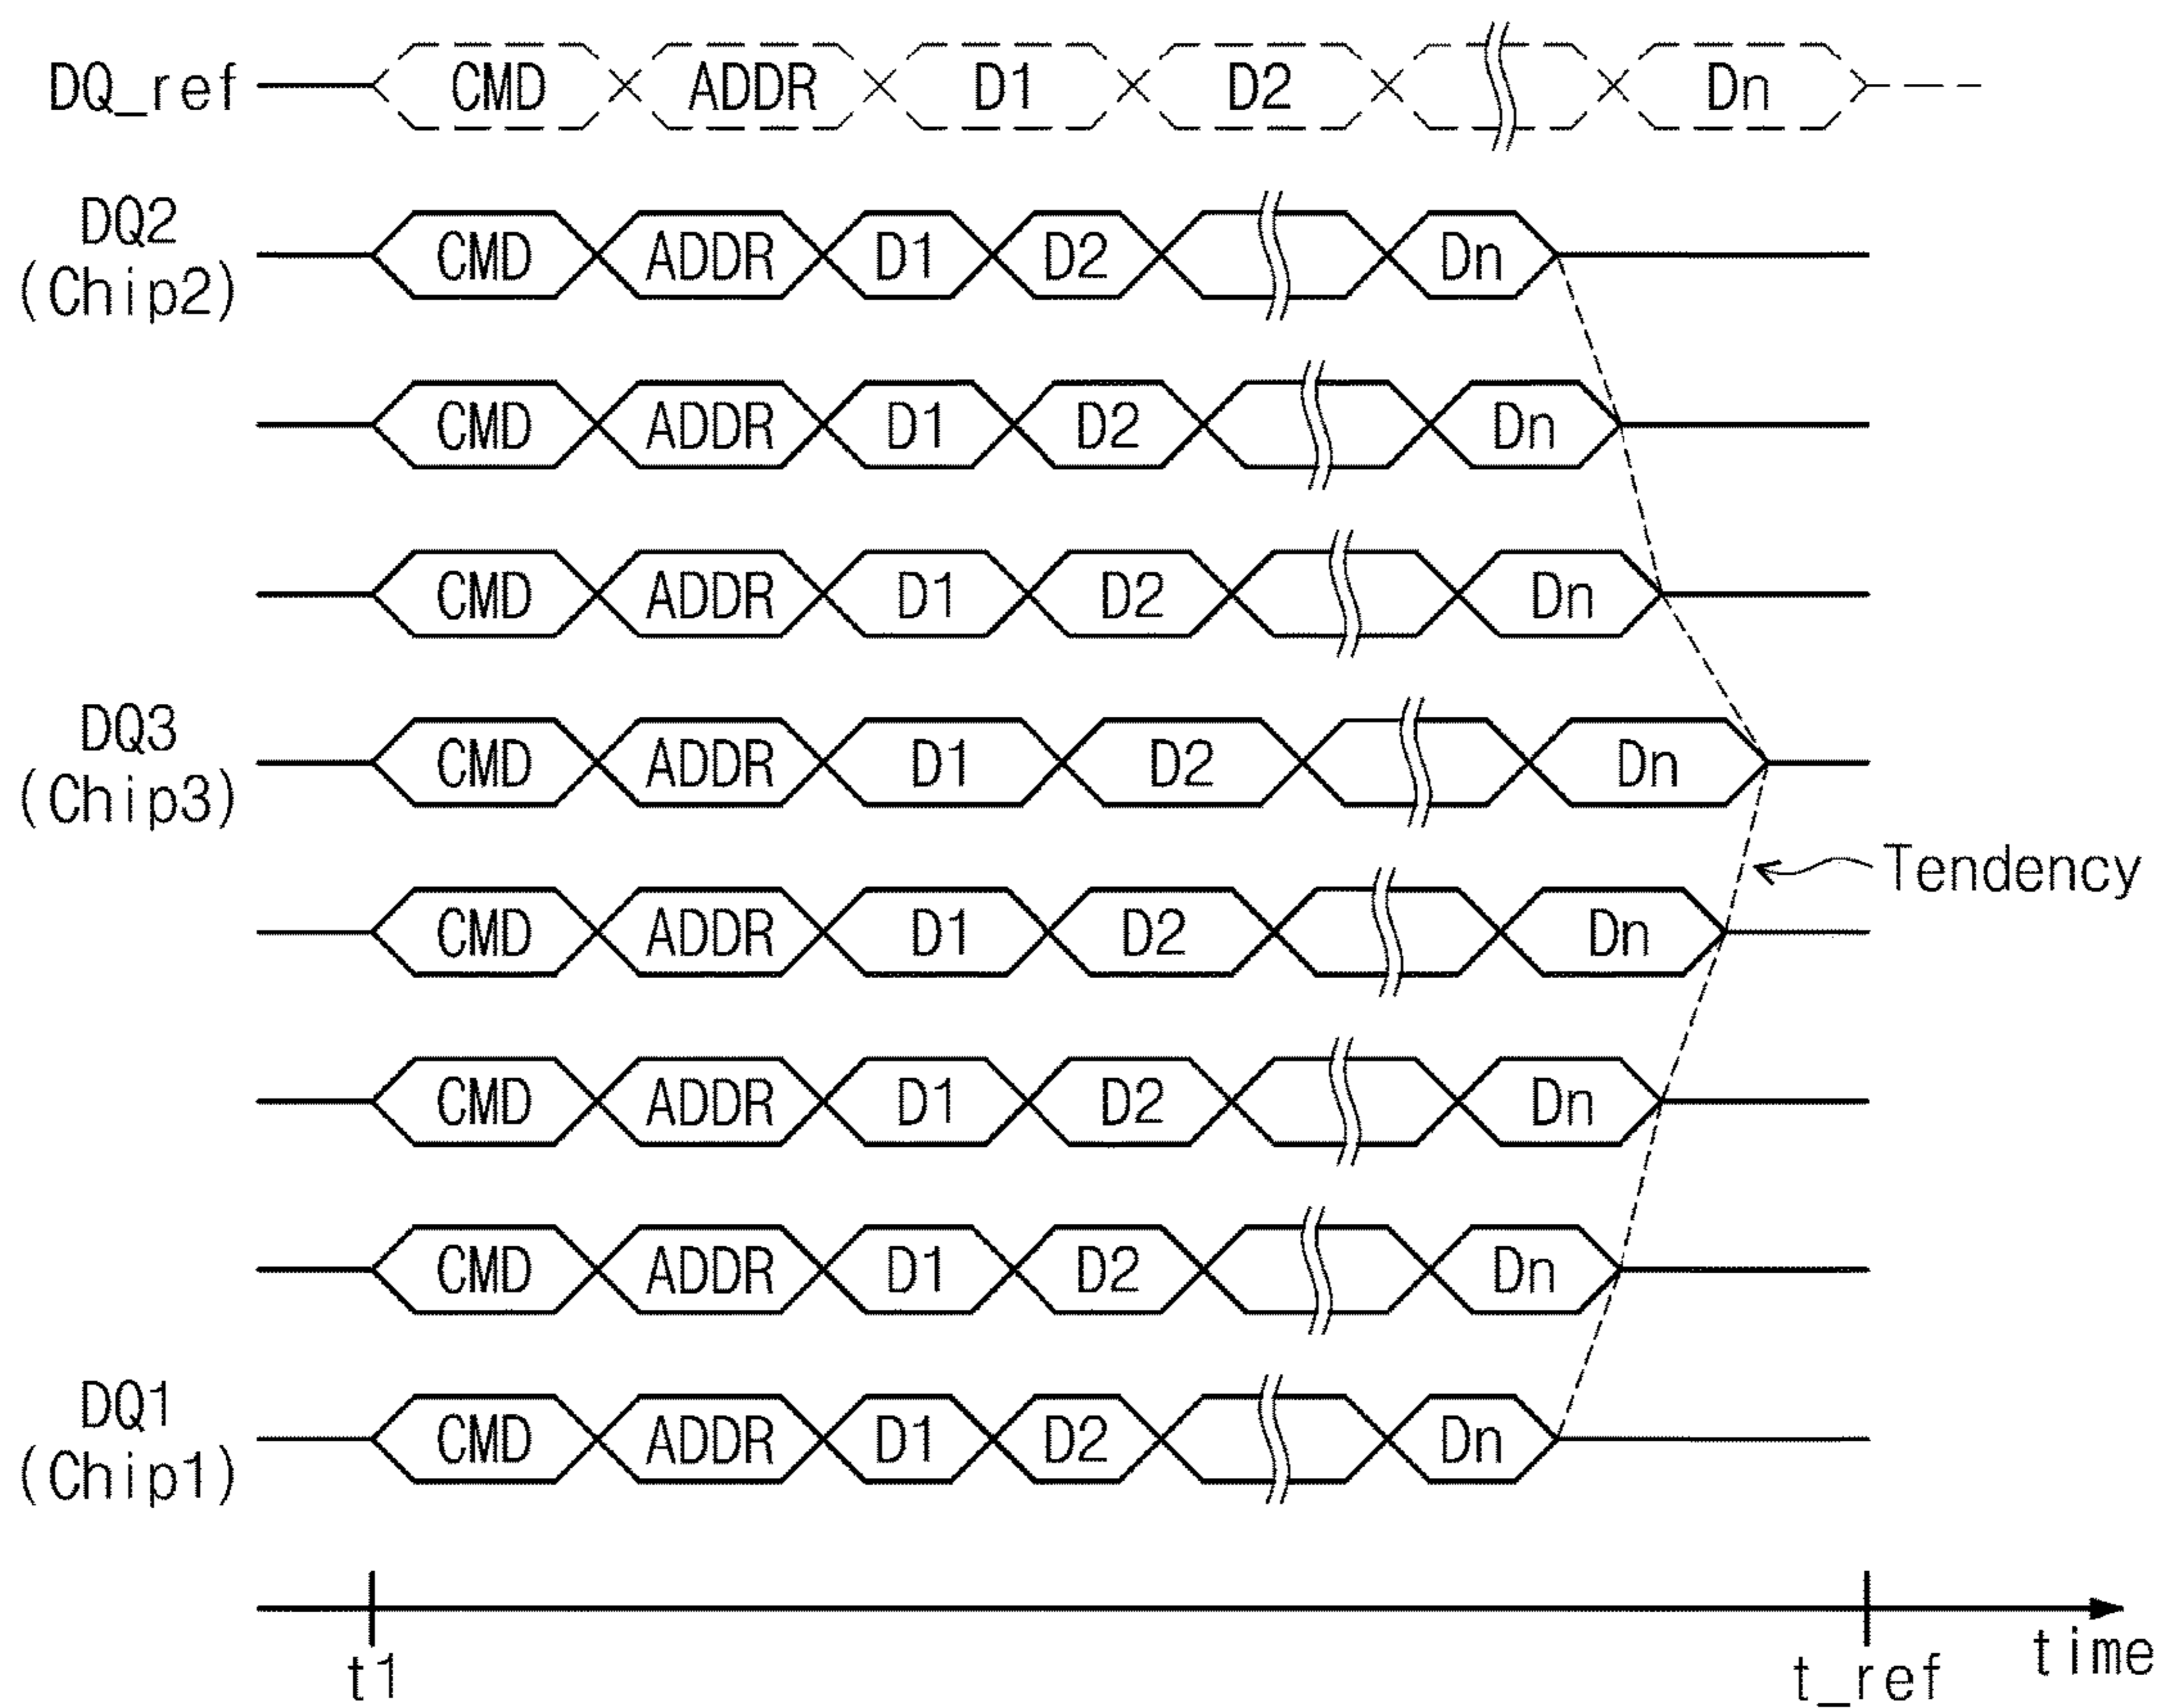 DQ_ref CMD ADDR D1 D2 Dn
DQ2
(Chip2)
CMD ADDR D1 D2 Dn
CMD ADDR D1 D2 Dn
CMD ADDR D1 D2 Dn
DQ3
(Chip3)
CMD ADDR D1 D2 Dn
Tendency
CMD ADDR D1 D2 Dn
CMD ADDR D1 D2 Dn
CMD ADDR D1 D2 Dn
DQ1
(Chip1)
CMD ADDR D1 D2 Dn
t1 t_ref time